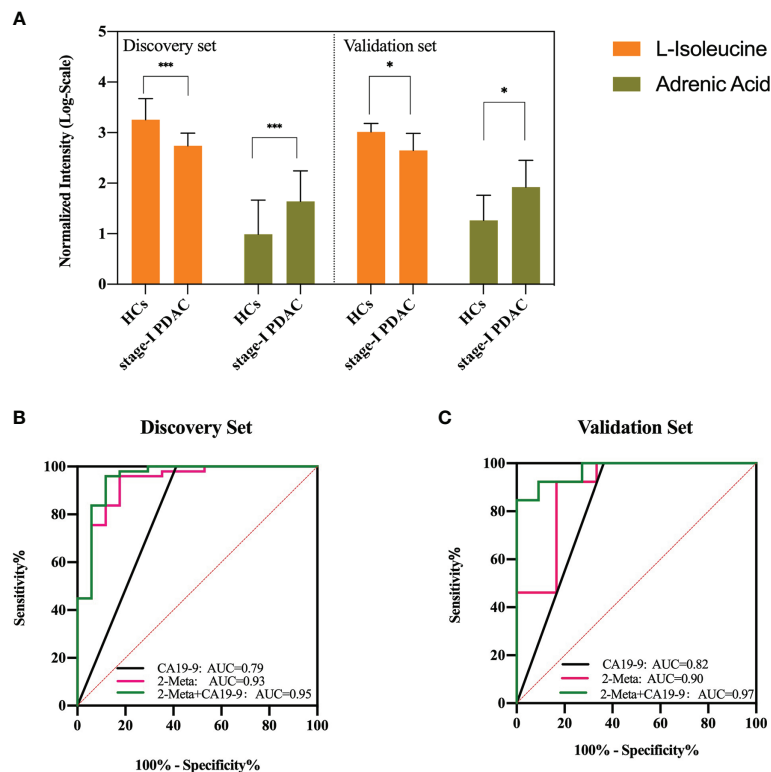 A
Discovery set
Validation set
L-Isoleucine
Adrenic Acid
Normalized Intensity (Log-Scale)
5
4
3
2
1
0
***
***
*
*
HCs
stage-I PDAC
HCs
stage-I PDAC
HCs
stage-I PDAC
HCs
stage-I PDAC
B
Discovery Set
Sensitivity%
100
80
60
40
20
0
CA19-9: AUC=0.79
2-Meta: AUC=0.93
2-Meta+CA19-9: AUC=0.95
0 20 40 60 80 100
100% - Specificity%
C
Validation Set
Sensitivity%
100
80
60
40
20
0
CA19-9: AUC=0.82
2-Meta: AUC=0.90
2-Meta+CA19-9: AUC=0.97
0 20 40 60 80 100
100% - Specificity%